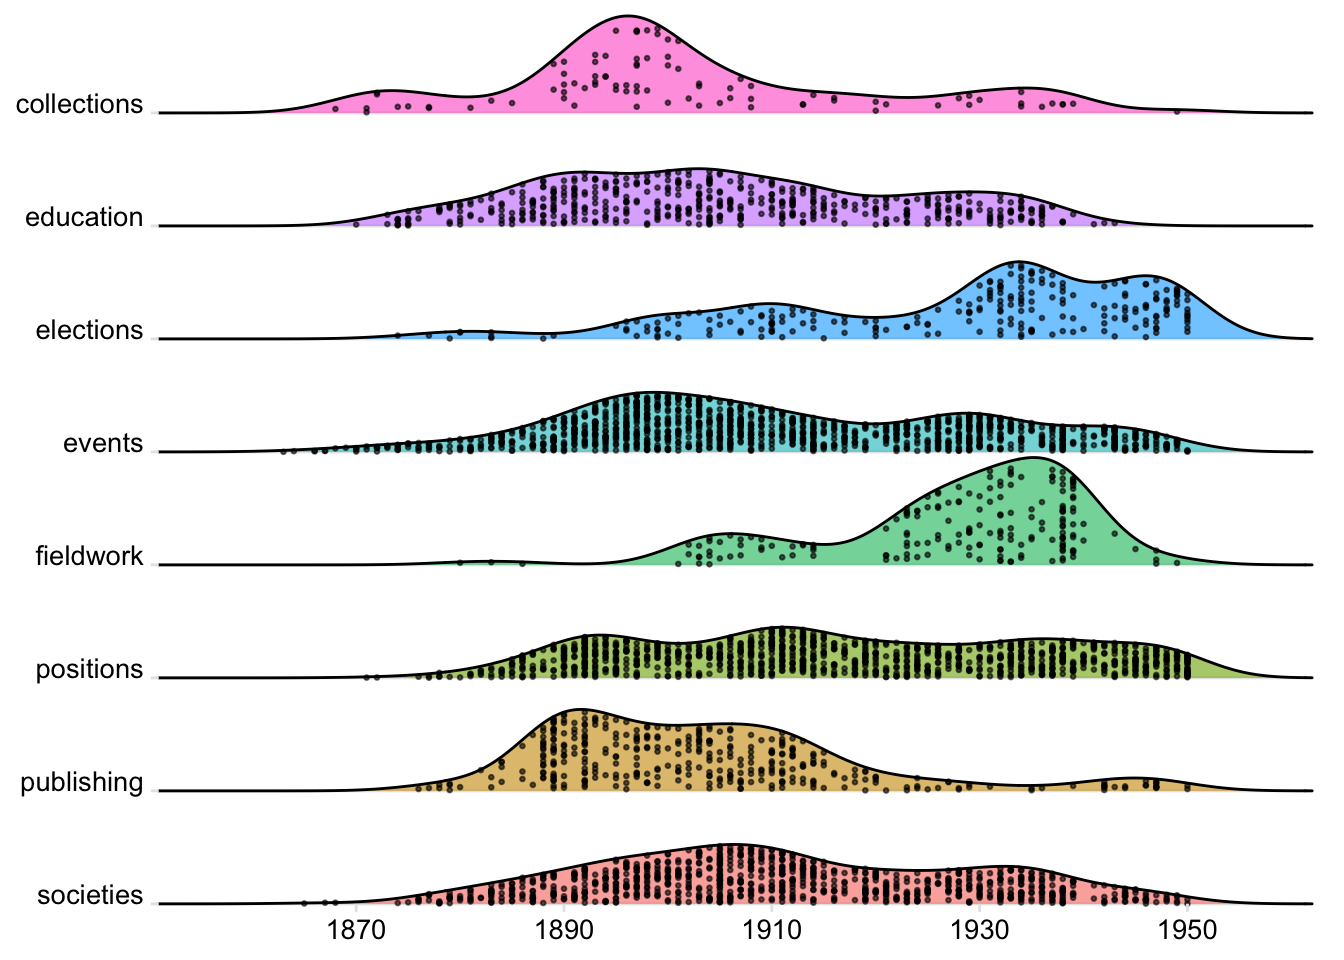 collections
education
elections
events
fieldwork
positions
publishing
societies
1870 1890 1910 1930 1950